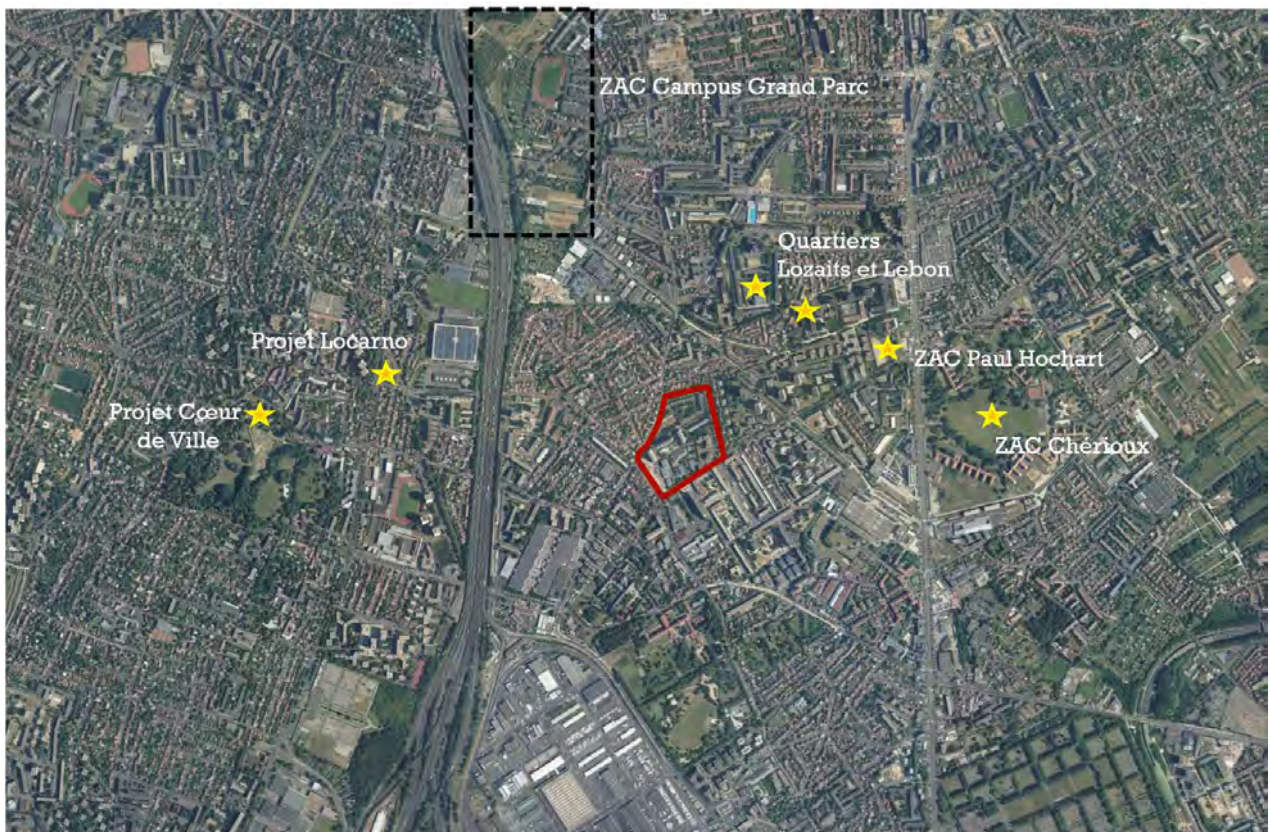 ZAC Campus Grand Parc
Quartiers
Lozaits et Lebon
Projet Locarno
ZAC Paul Hochart
Projet Cœur
de Ville
ZAC Chérioux